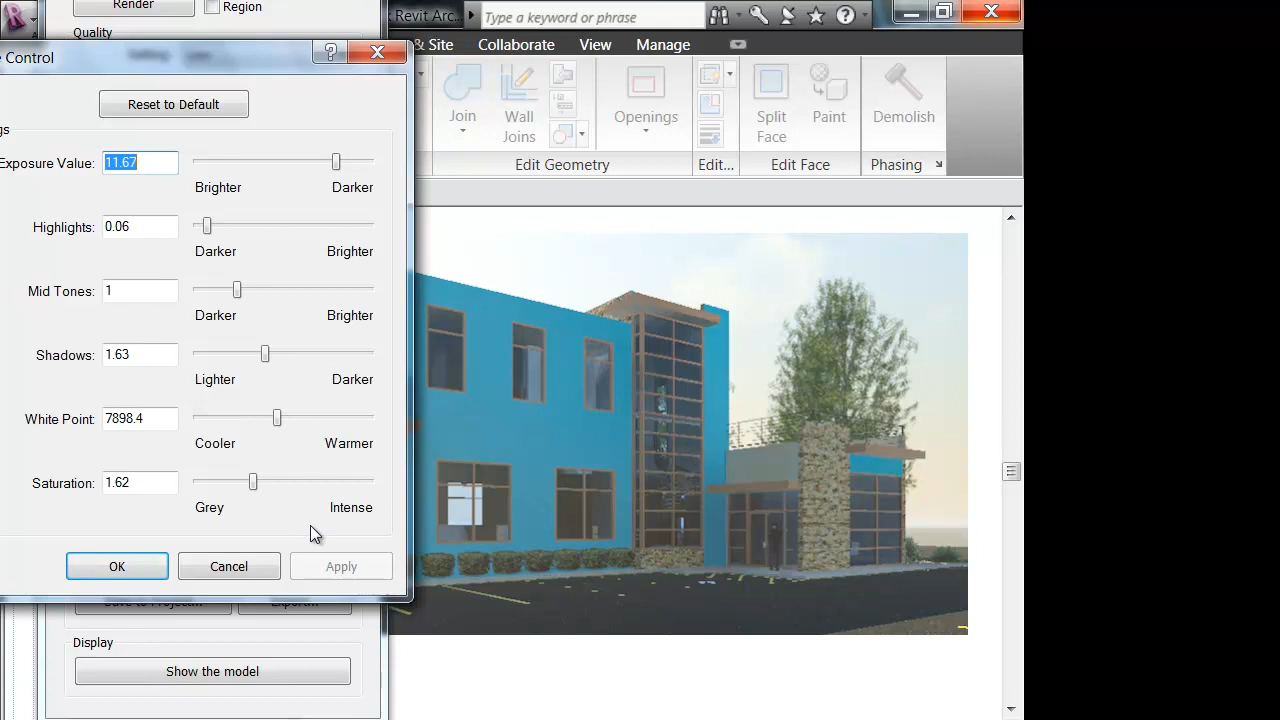 Render
Region
Revit Arc...
Type a keyword or phrase
Quality
e Control
& Site
Collaborate
View
Manage
Reset to Default
Join
Wall
Joins
Openings
Split
Face
Paint
Demolish
Edit Geometry
Edit...
Edit Face
Phasing
gs
Exposure Value:
11.67
Brighter
Darker
Highlights:
0.06
Darker
Brighter
Mid Tones:
1
Darker
Brighter
Shadows:
1.63
Lighter
Darker
White Point:
7898.4
Cooler
Warmer
Saturation:
1.62
Grey
Intense
OK
Cancel
Apply
Display
Show the model